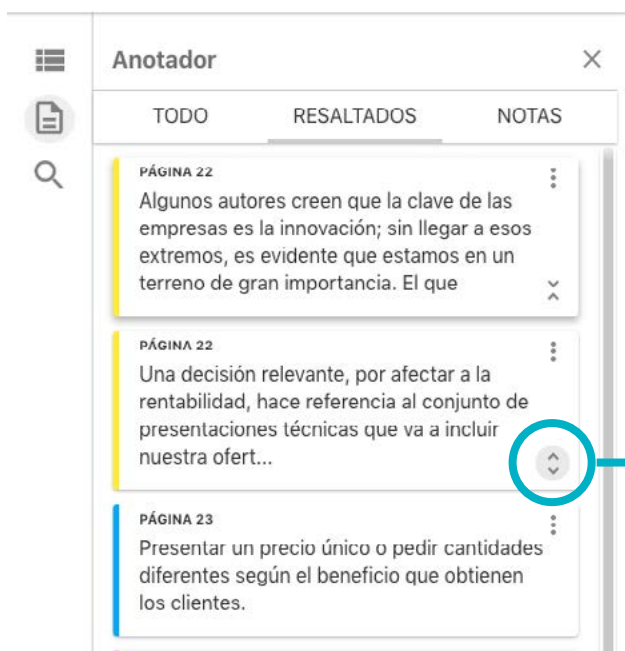 Anotador
TODO RESALTADOS NOTAS
PÁGINA 22
Algunos autores creen que la clave de las
empresas es la innovación; sin llegar a esos
extremos, es evidente que estamos en un
terreno de gran importancia. El que
PÁGINA 22
Una decisión relevante, por afectar a la
rentabilidad, hace referencia al conjunto de
presentaciones técnicas que va a incluir
nuestra ofert...
PÁGINA 23
Presentar un precio único o pedir cantidades
diferentes según el beneficio que obtienen
los clientes.